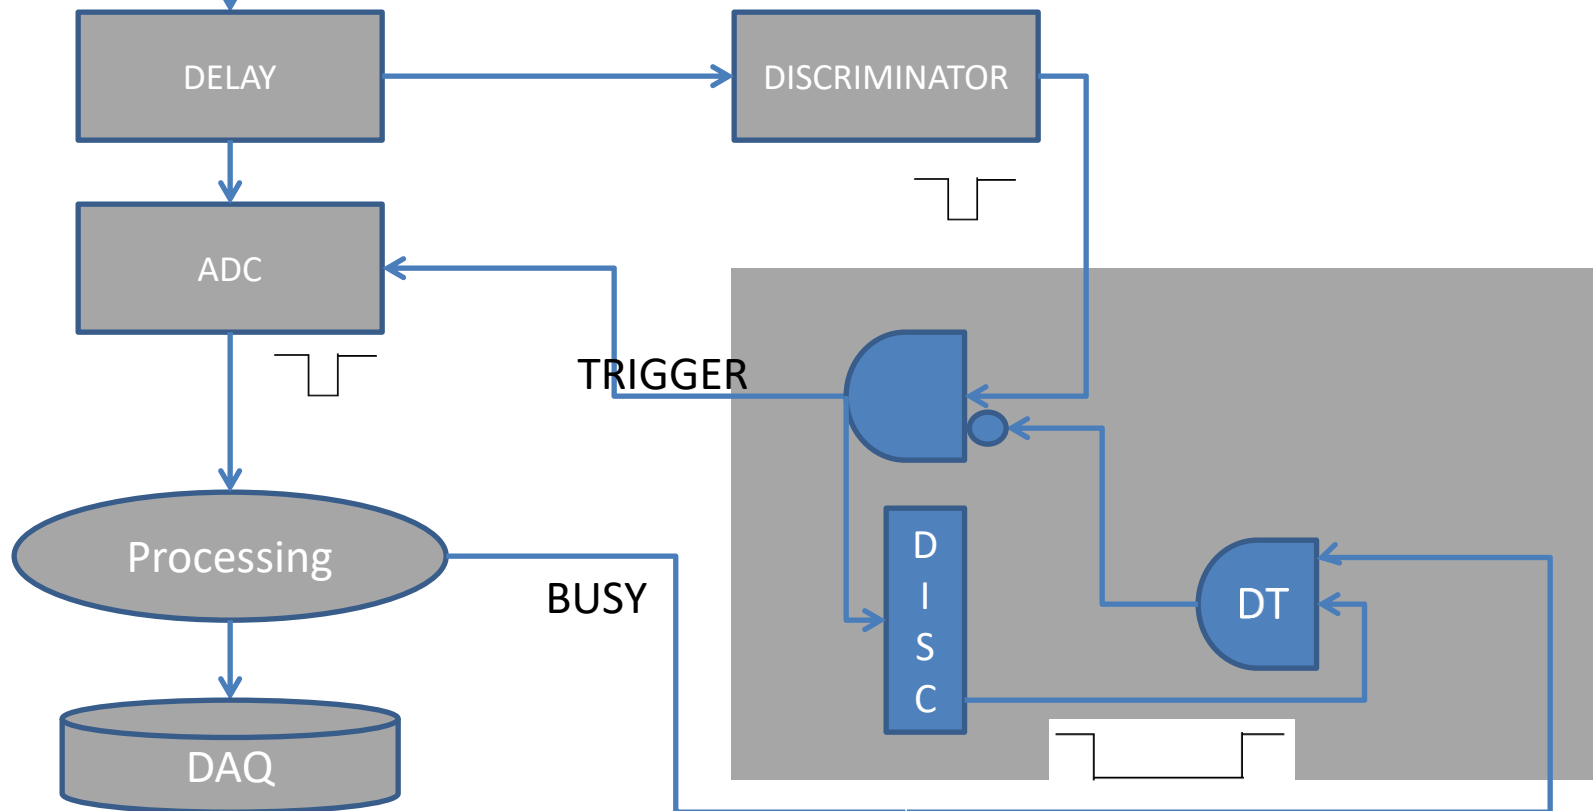 DELAY
DISCRIMINATOR
ADC
TRIGGER
Processing
BUSY
D
I
S
C
DT
DAQ